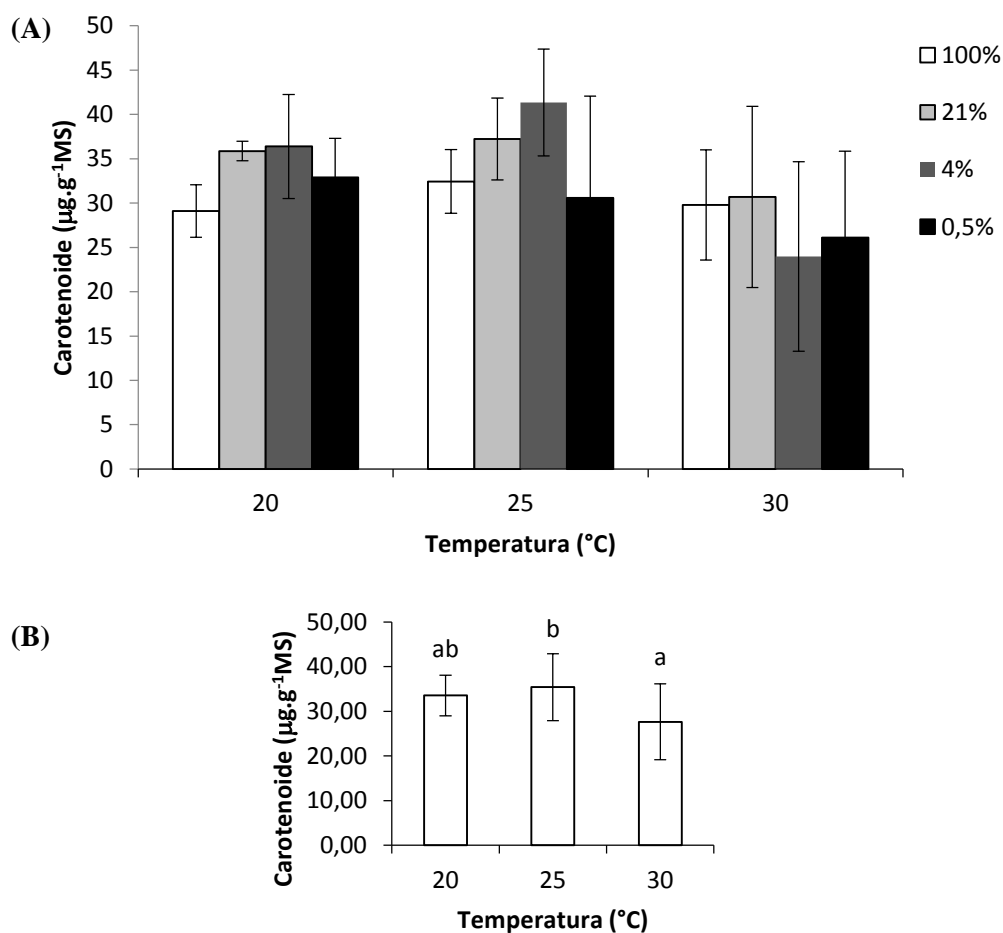 (A)
Carotenoide (µg.g⁻¹MS)
50
45
40
35
30
25
20
15
10
5
0
20 25 30
Temperatura (°C)
100%
21%
4%
0,5%
(B)
Carotenoide (µg.g⁻¹MS)
50,00
40,00
30,00
20,00
10,00
0,00
ab b a
20 25 30
Temperatura (°C)